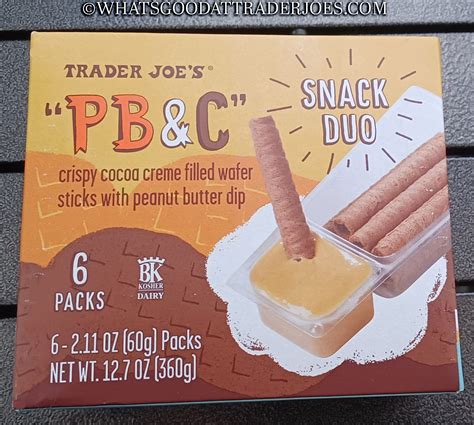 ©WHATSGOODATTRADERJOES.COM
TRADER JOE'S®
"PB&C"
SNACK
DUO
crispy cocoa creme filled wafer
sticks with peanut butter dip
6
PACKS
BK
KOSHER
DAIRY
6 - 2.11 OZ (60g) Packs
NET WT. 12.7 OZ (360g)